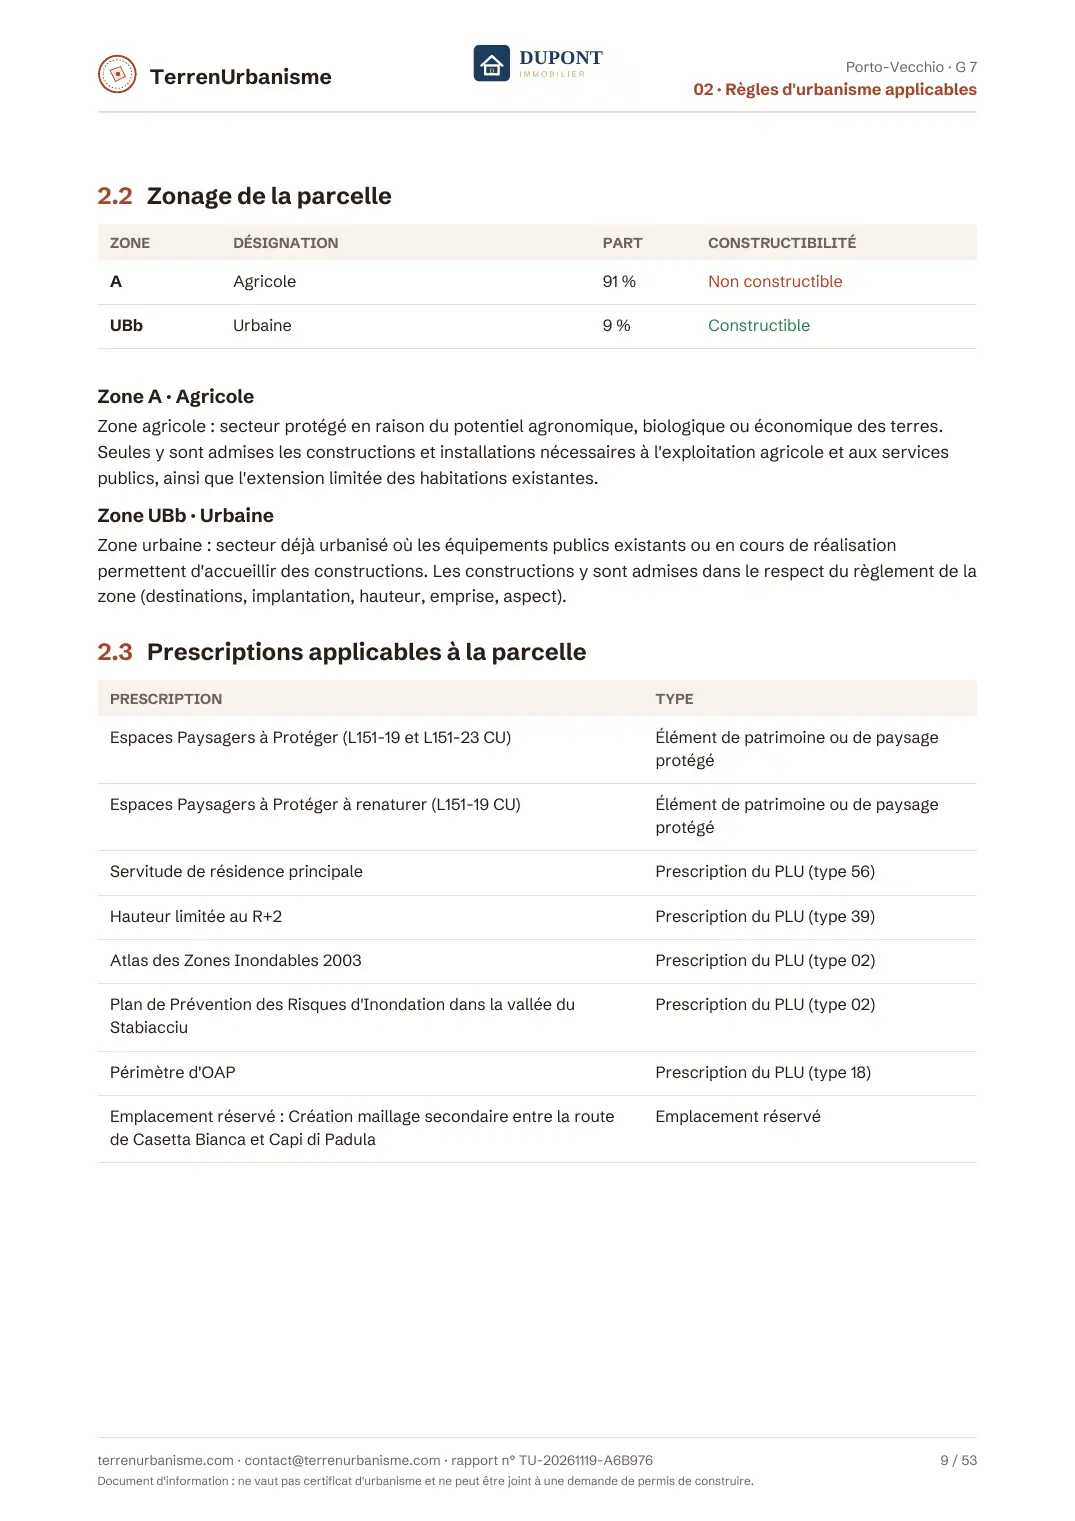 TerrenUrbanisme
DUPONT
IMMOBILIER
Porto-Vecchio · G 7
02 · Règles d'urbanisme applicables
2.2 Zonage de la parcelle
ZONE DÉSIGNATION PART CONSTRUCTIBILITÉ
A Agricole 91 % Non constructible
UBb Urbaine 9 % Constructible
Zone A · Agricole
Zone agricole : secteur protégé en raison du potentiel agronomique, biologique ou économique des terres.
Seules y sont admises les constructions et installations nécessaires à l'exploitation agricole et aux services
publics, ainsi que l'extension limitée des habitations existantes.
Zone UBb · Urbaine
Zone urbaine : secteur déjà urbanisé où les équipements publics existants ou en cours de réalisation
permettent d'accueillir des constructions. Les constructions y sont admises dans le respect du règlement de la
zone (destinations, implantation, hauteur, emprise, aspect).
2.3 Prescriptions applicables à la parcelle
PRESCRIPTION TYPE
Espaces Paysagers à Protéger (L151-19 et L151-23 CU) Élément de patrimoine ou de paysage
protégé
Espaces Paysagers à Protéger à renaturer (L151-19 CU) Élément de patrimoine ou de paysage
protégé
Servitude de résidence principale Prescription du PLU (type 56)
Hauteur limitée au R+2 Prescription du PLU (type 39)
Atlas des Zones Inondables 2003 Prescription du PLU (type 02)
Plan de Prévention des Risques d'Inondation dans la vallée du Prescription du PLU (type 02)
Stabiacciu
Périmètre d'OAP Prescription du PLU (type 18)
Emplacement réservé : Création maillage secondaire entre la route Emplacement réservé
de Casetta Bianca et Capi di Padula
terrenurbanisme.com · contact@terrenurbanisme.com · rapport n° TU-20261119-A6B976 9 / 53
Document d'information : ne vaut pas certificat d'urbanisme et ne peut être joint à une demande de permis de construire.